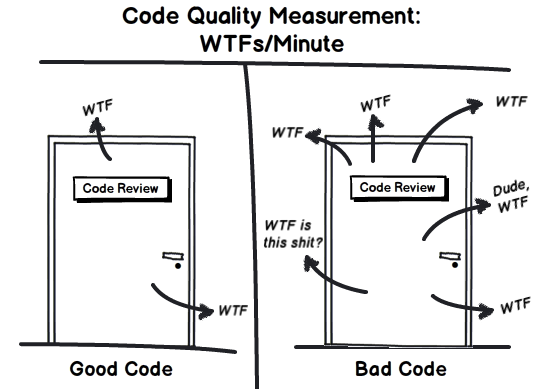 Code Quality Measurement:
WTFs/Minute
WTF
Code Review
WTF
Good Code
WTF
WTF
WTF
Code Review
Dude,
WTF
WTF is
this shit?
WTF
Bad Code